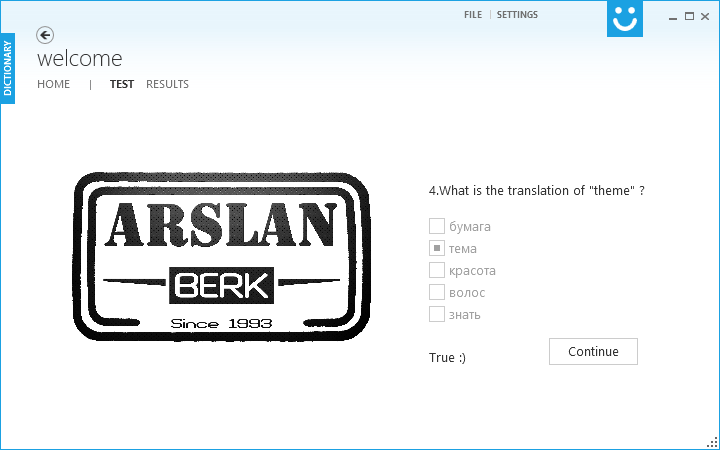 FILE | SETTINGS
DICTIONARY
welcome
HOME | TEST RESULTS
ARSLAN
BERK
Since 1993
4.What is the translation of "theme" ?
бумага
тема
красота
волос
знать
True :)
Continue